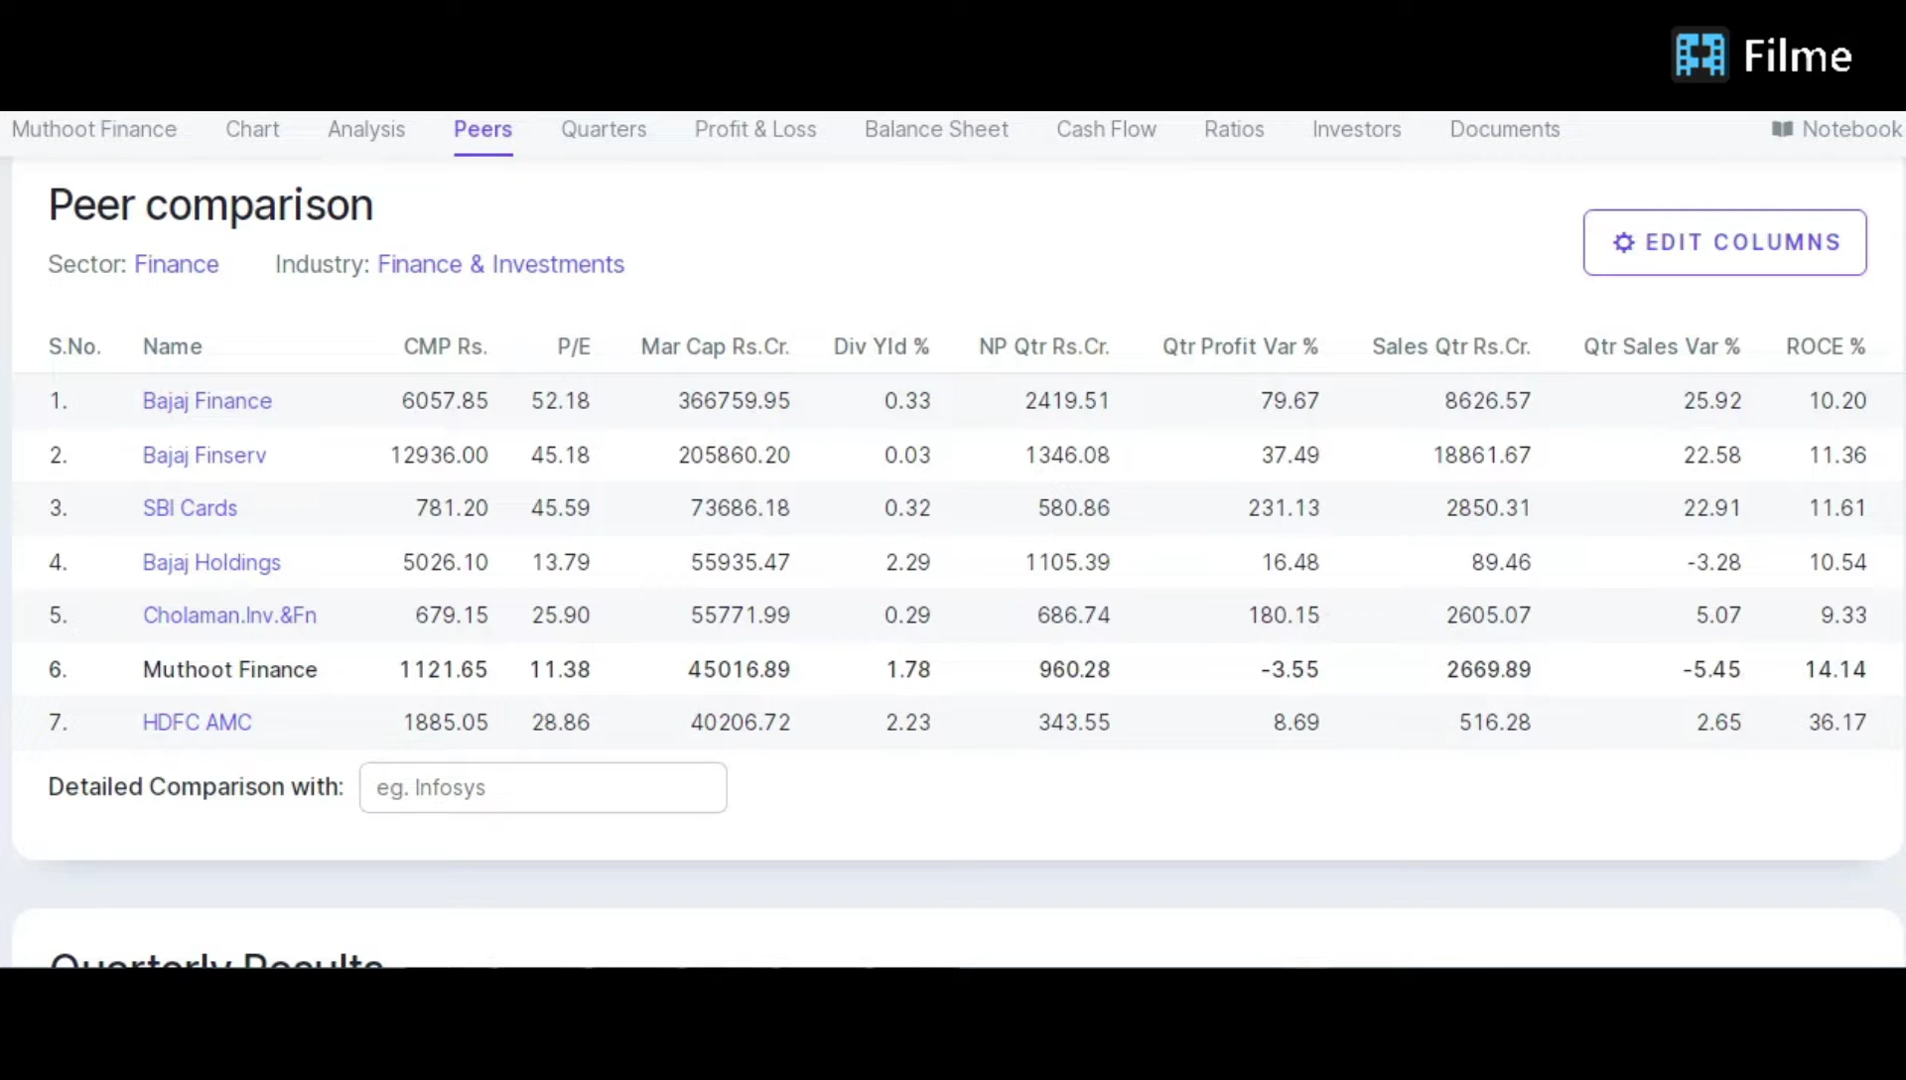 Filme
Muthoot Finance Chart Analysis Peers Quarters Profit & Loss Balance Sheet Cash Flow Ratios Investors Documents Notebook
Peer comparison
EDIT COLUMNS
Sector: Finance Industry: Finance & Investments
S.No. Name CMP Rs. P/E Mar Cap Rs.Cr. Div Yld % NP Qtr Rs.Cr. Qtr Profit Var % Sales Qtr Rs.Cr. Qtr Sales Var % ROCE %
1. Bajaj Finance 6057.85 52.18 366759.95 0.33 2419.51 79.67 8626.57 25.92 10.20
2. Bajaj Finserv 12936.00 45.18 205860.20 0.03 1346.08 37.49 18861.67 22.58 11.36
3. SBI Cards 781.20 45.59 73686.18 0.32 580.86 231.13 2850.31 22.91 11.61
4. Bajaj Holdings 5026.10 13.79 55935.47 2.29 1105.39 16.48 89.46 -3.28 10.54
5. Cholaman.Inv.&Fn 679.15 25.90 55771.99 0.29 686.74 180.15 2605.07 5.07 9.33
6. Muthoot Finance 1121.65 11.38 45016.89 1.78 960.28 -3.55 2669.89 -5.45 14.14
7. HDFC AMC 1885.05 28.86 40206.72 2.23 343.55 8.69 516.28 2.65 36.17
Detailed Comparison with: eg. Infosys
Quarterly Results